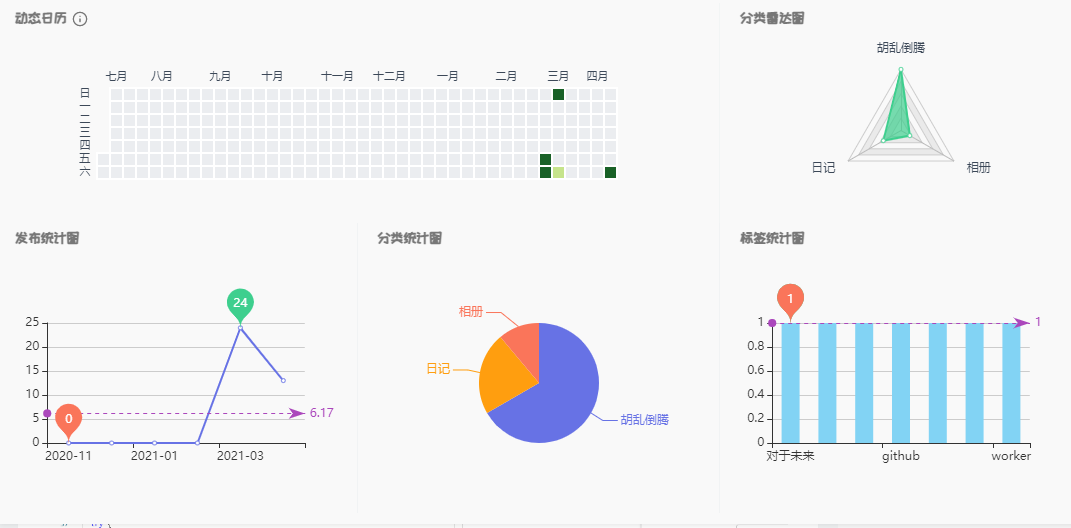 动态日历
分类雷达图
七月 八月 九月 十月 十一月 十二月 一月 二月 三月 四月
日
一
二
三
四
五
六
胡乱倒腾
日记
相册
发布统计图
24
25
20
15
10
5
0
0
6.17
2020-11 2021-01 2021-03
分类统计图
相册
日记
胡乱倒腾
标签统计图
1
1
0.8
0.6
0.4
0.2
0
1
对于未来 github worker